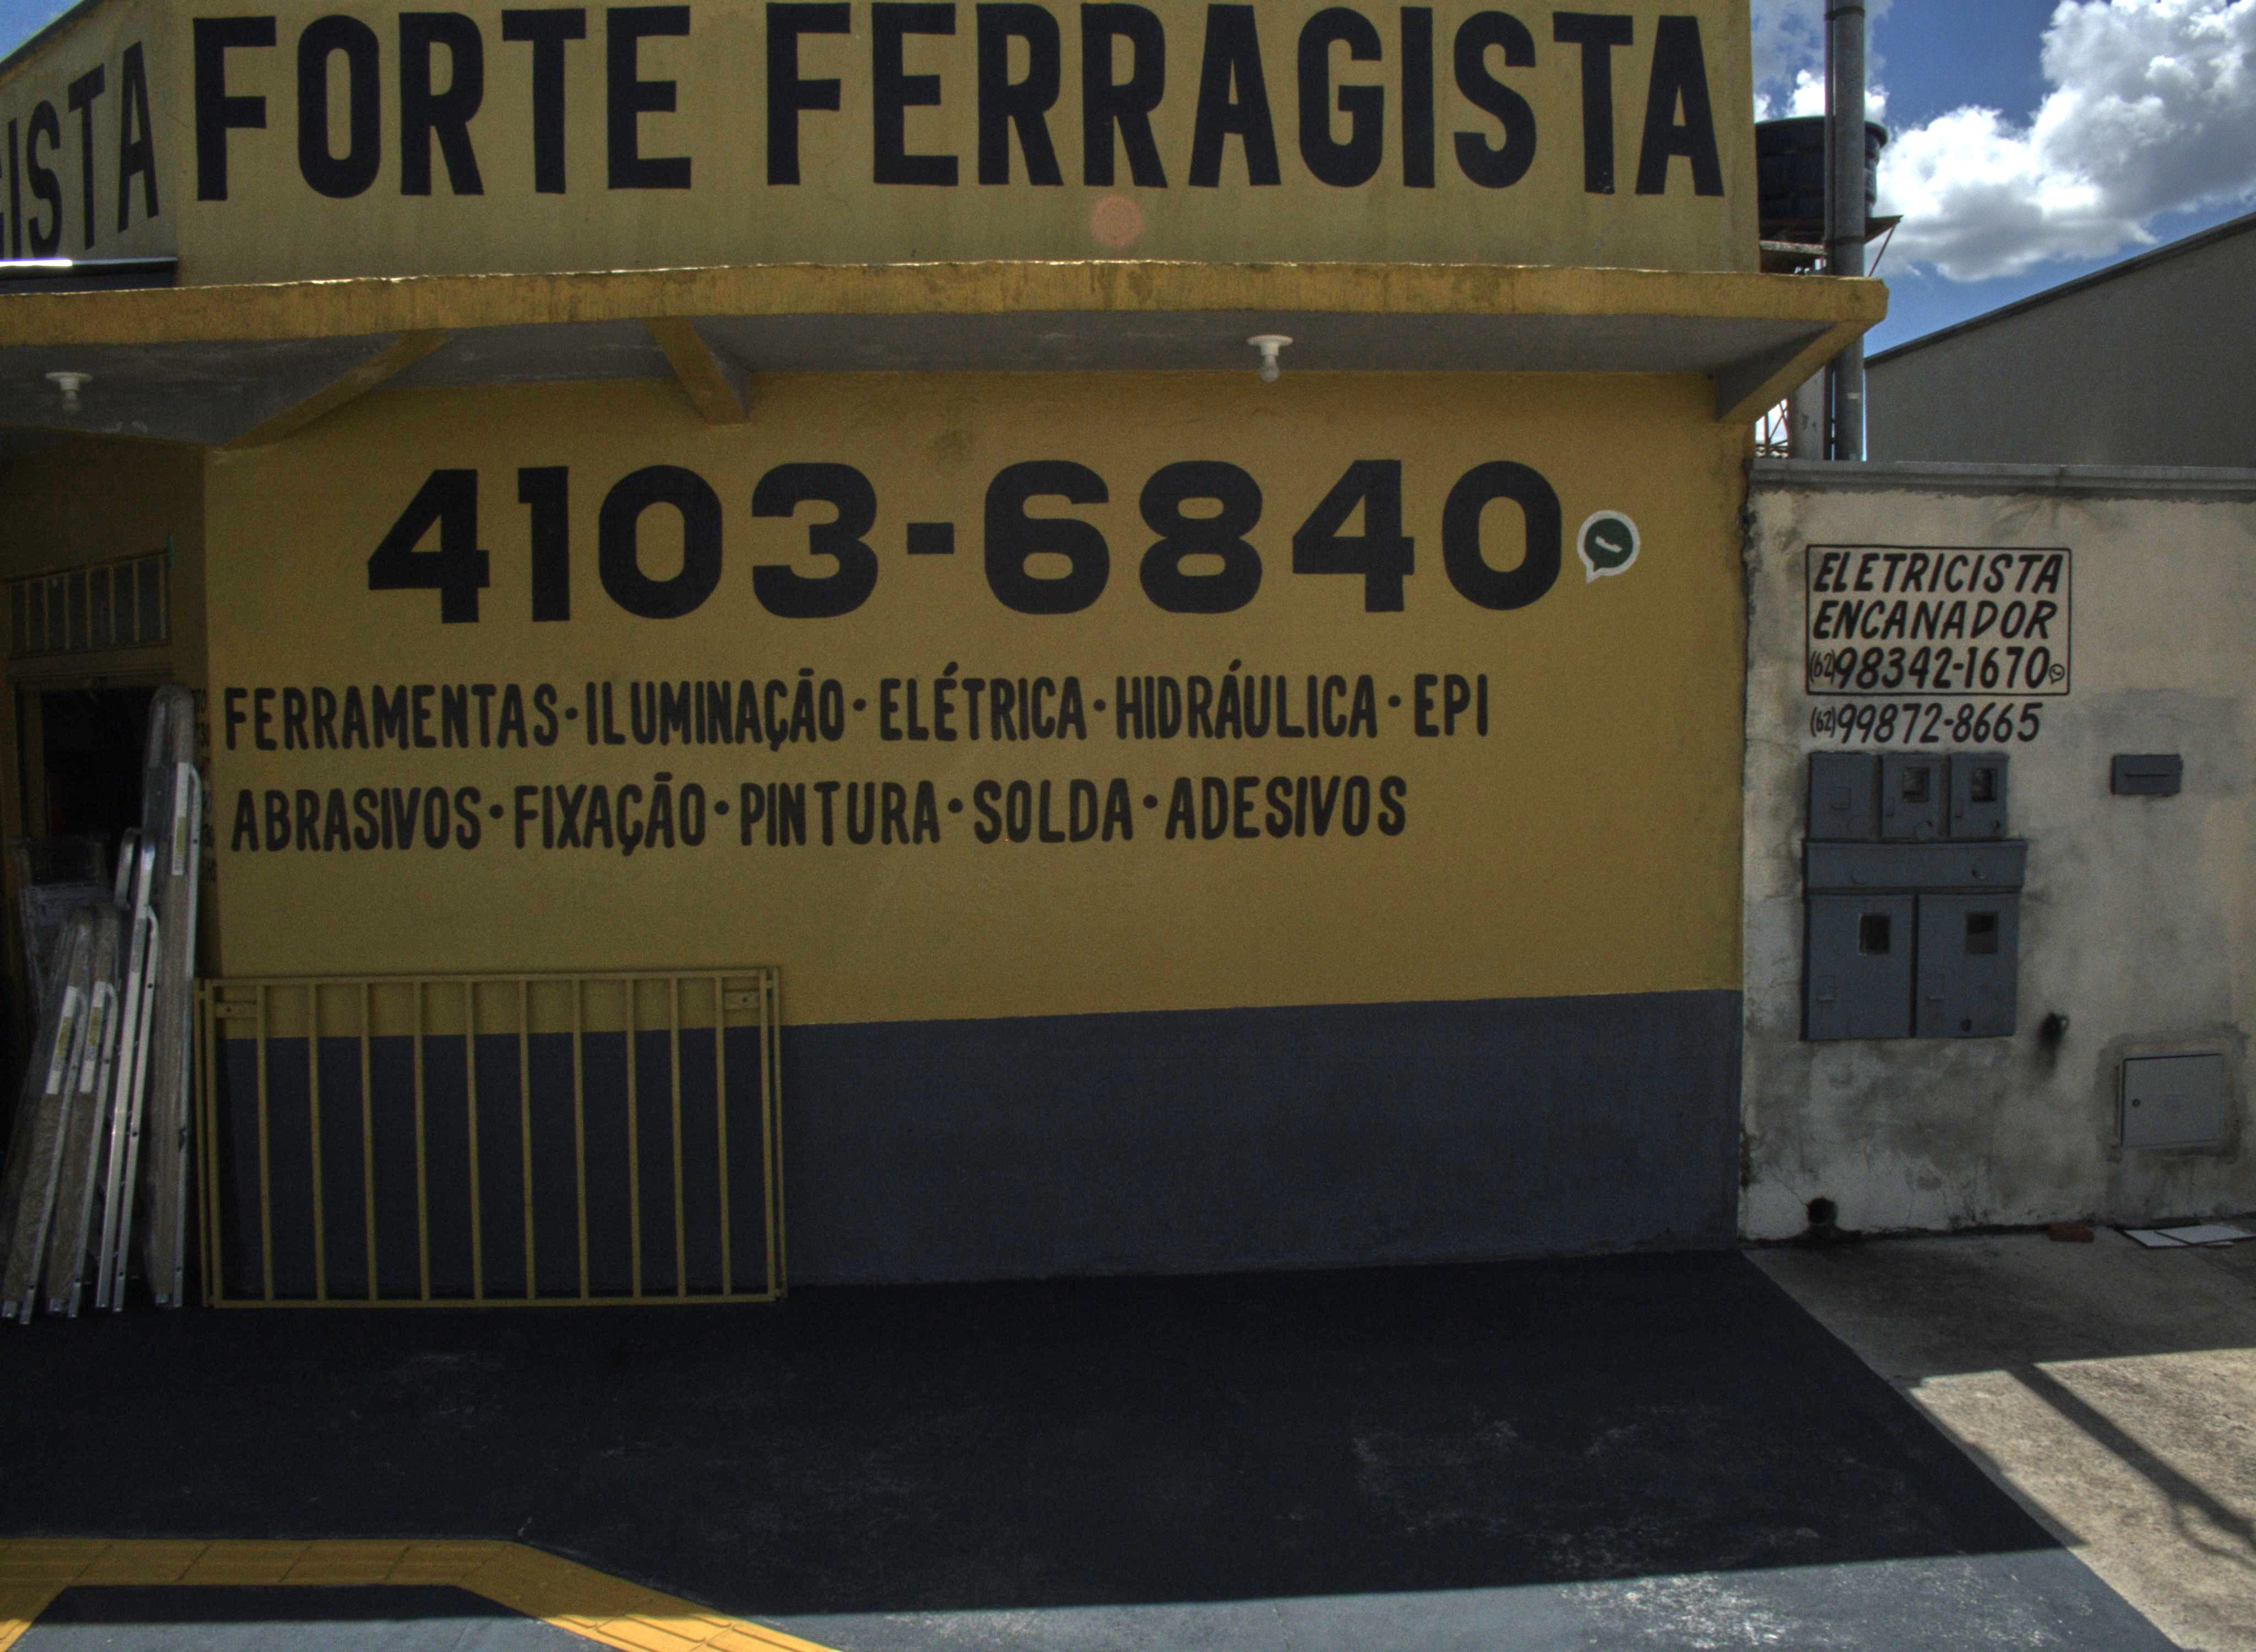 GISTA
FORTE FERRAGISTA
4103-6840
FERRAMENTAS·ILUMINAÇÃO·ELÉTRICA·HIDRÁULICA·EPI
ABRASIVOS·FIXAÇÃO·PINTURA·SOLDA·ADESIVOS
ELETRICISTA
ENCANADOR
(62)98342-1670
(62)99872-8665